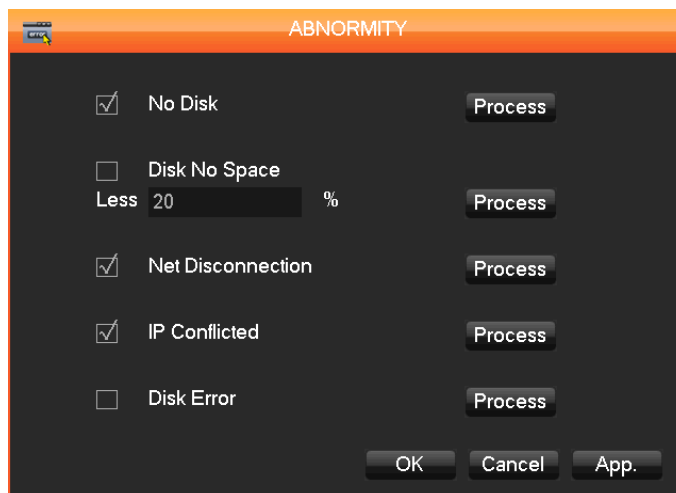 ABNORMITY
No Disk Process
Disk No Space
Less 20 % Process
Net Disconnection Process
IP Conflicted Process
Disk Error Process
OK Cancel App.